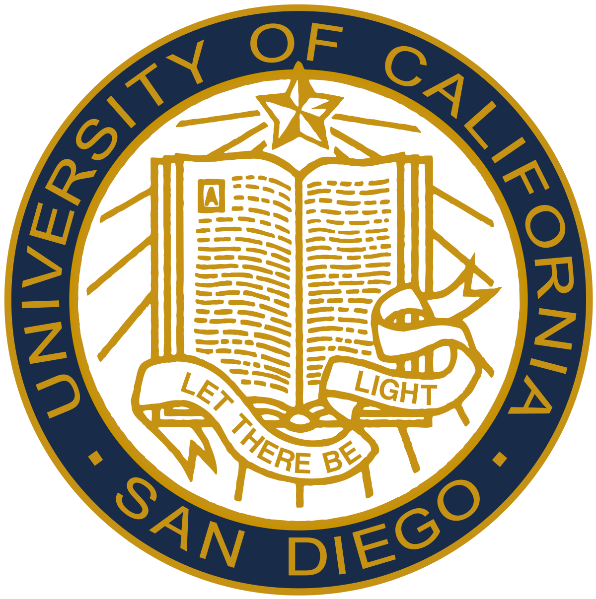 UNIVERSITY OF CALIFORNIA
SAN DIEGO
A
LET THERE BE
LIGHT